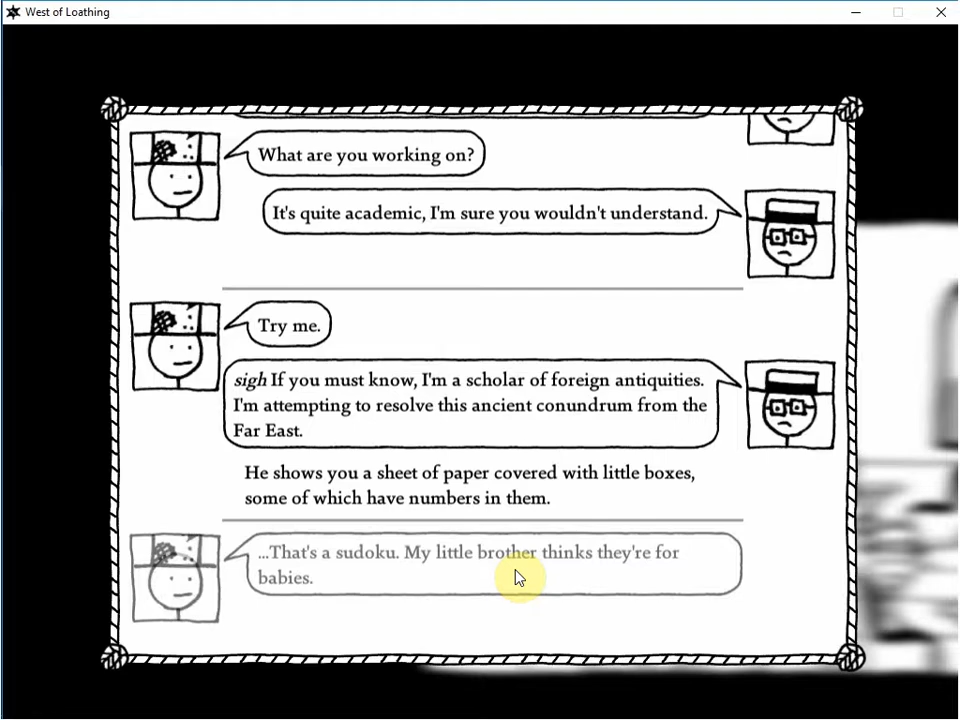 West of Loathing
What are you working on?
It's quite academic, I'm sure you wouldn't understand.
Try me.
sigh If you must know, I'm a scholar of foreign antiquities.
I'm attempting to resolve this ancient conundrum from the
Far East.
He shows you a sheet of paper covered with little boxes,
some of which have numbers in them.
...That's a sudoku. My little brother thinks they're for
babies.